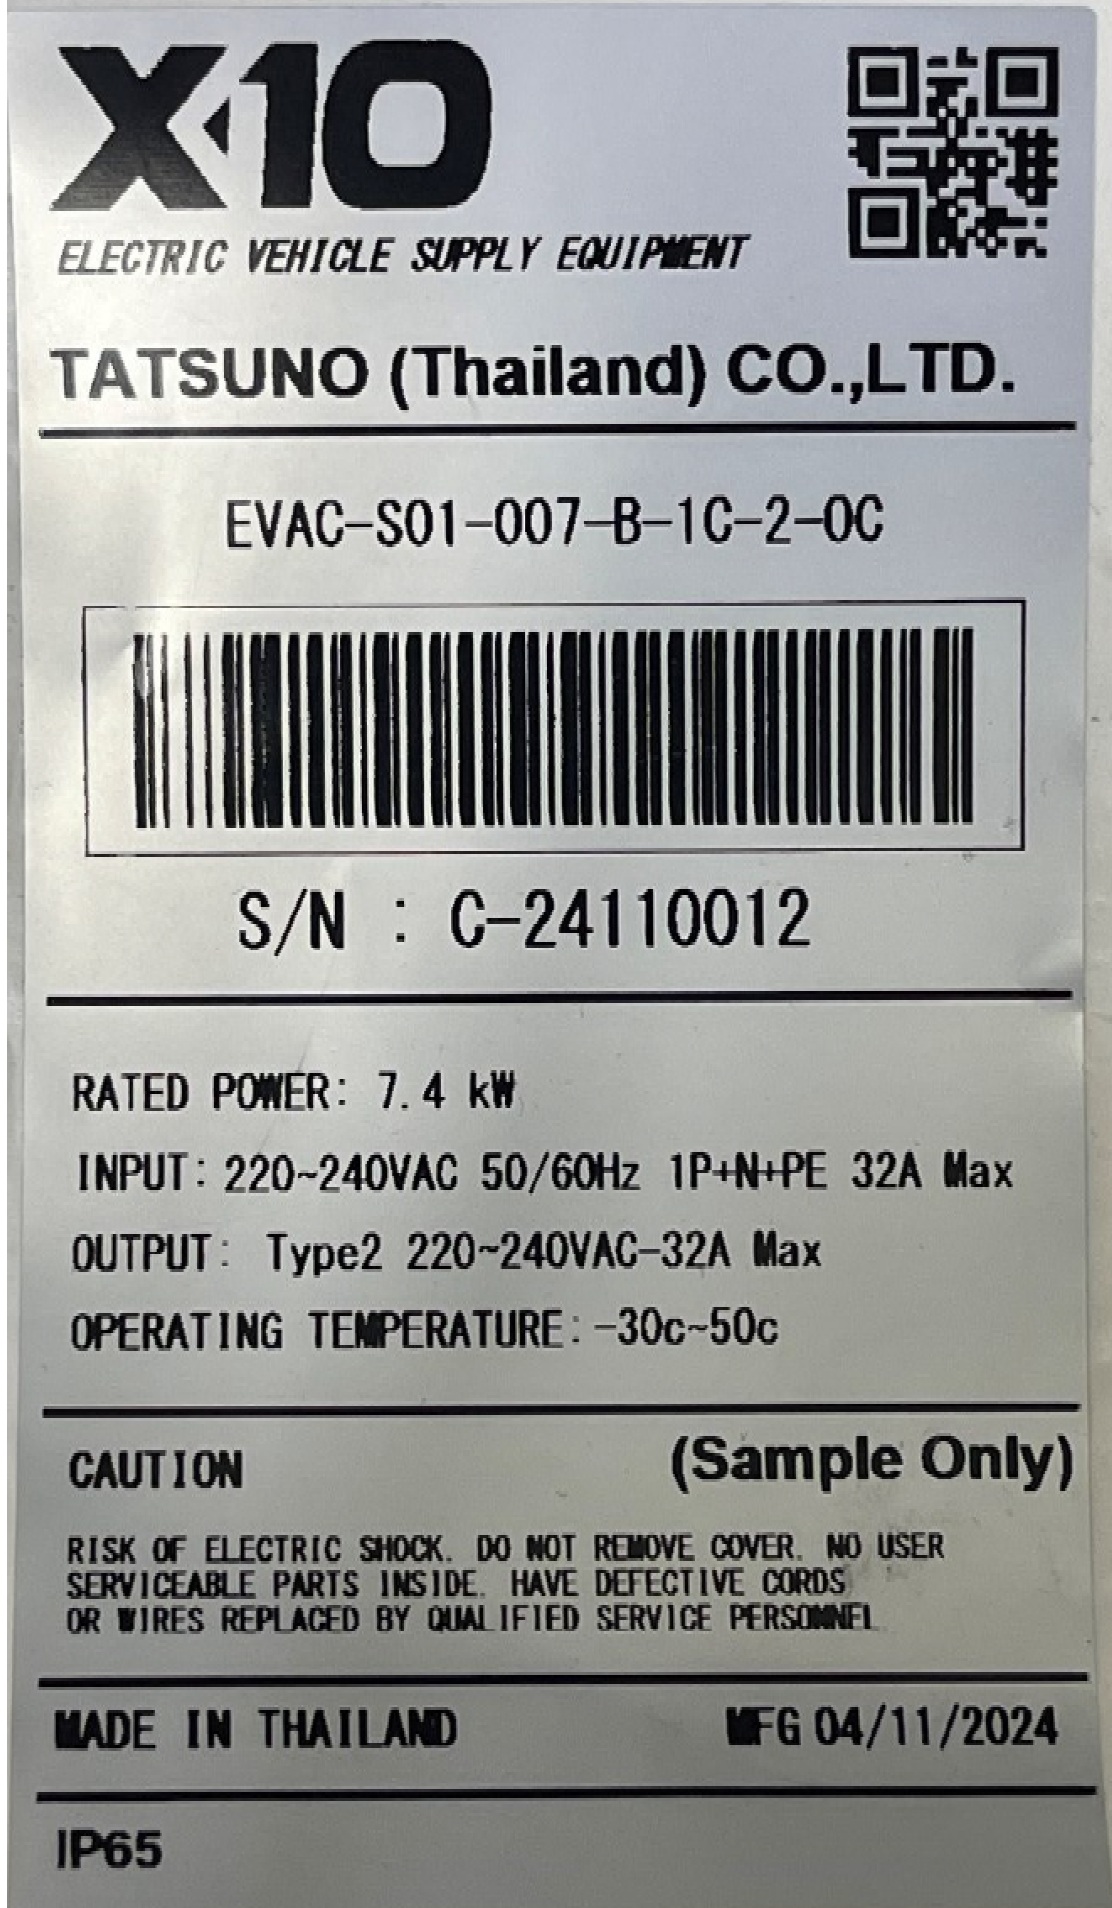 X10
ELECTRIC VEHICLE SUPPLY EQUIPMENT
TATSUNO (Thailand) CO.,LTD.
EVAC-S01-007-B-1C-2-0C
S/N : C-24110012
RATED POWER: 7.4 kW
INPUT: 220~240VAC 50/60Hz 1P+N+PE 32A Max
OUTPUT: Type2 220~240VAC-32A Max
OPERATING TEMPERATURE: -30c~50c
CAUTION (Sample Only)
RISK OF ELECTRIC SHOCK. DO NOT REMOVE COVER. NO USER
SERVICEABLE PARTS INSIDE. HAVE DEFECTIVE CORDS
OR WIRES REPLACED BY QUALIFIED SERVICE PERSONNEL
MADE IN THAILAND MFG 04/11/2024
IP65